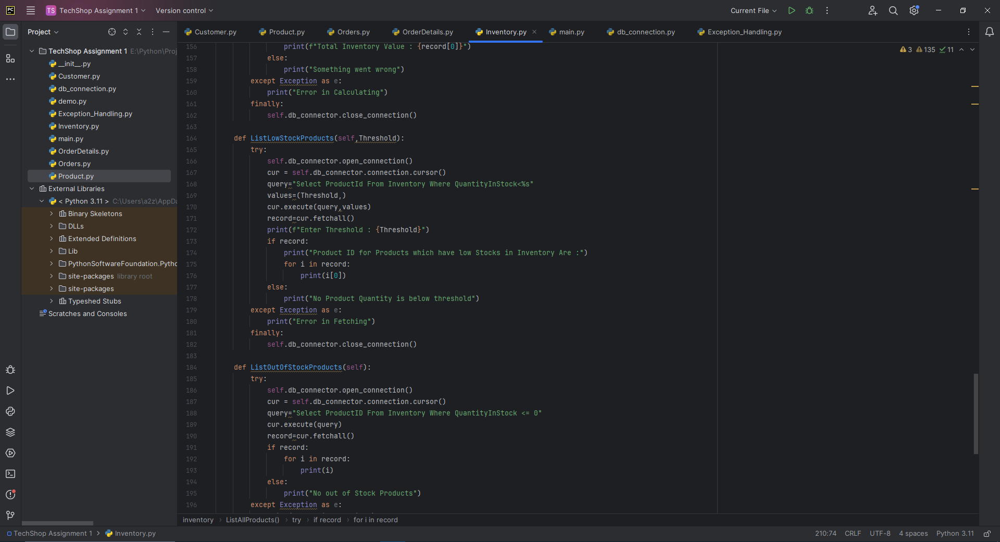 PC TS TechShop Assignment 1 Version control Current File
Project
Customer.py Product.py Orders.py OrderDetails.py Inventory.py main.py db_connection.py Exception_Handling.py
TechShop Assignment 1 E:\Python\Proj
__init__.py
Customer.py
db_connection.py
demo.py
Exception_Handling.py
Inventory.py
main.py
OrderDetails.py
Orders.py
Product.py
External Libraries
< Python 3.11 > C:\Users\a2z\AppDa
Binary Skeletons
DLLs
Extended Definitions
Lib
PythonSoftwareFoundation.Pytho
site-packages library root
site-packages
Typeshed Stubs
Scratches and Consoles
3 135 11
156 print(f"Total Inventory Value : {record[0]}")
157 else:
158 print("Something went wrong")
159 except Exception as e:
160 print("Error in Calculating")
161 finally:
162 self.db_connector.close_connection()
163
164 def ListLowStockProducts(self,Threshold):
165 try:
166 self.db_connector.open_connection()
167 cur = self.db_connector.connection.cursor()
168 query="Select ProductId From Inventory Where QuantityInStock<%s"
169 values=(Threshold,)
170 cur.execute(query,values)
171 record=cur.fetchall()
172 print(f"Enter Threshold : {Threshold}")
173 if record:
174 print("Product ID for Products which have low Stocks in Inventory Are :")
175 for i in record:
176 print(i[0])
177 else:
178 print("No Product Quantity is below threshold")
179 except Exception as e:
180 print("Error in Fetching")
181 finally:
182 self.db_connector.close_connection()
183
184 def ListOutOfStockProducts(self):
185 try:
186 self.db_connector.open_connection()
187 cur = self.db_connector.connection.cursor()
188 query="Select ProductID From Inventory Where QuantityInStock <= 0"
189 cur.execute(query)
190 record=cur.fetchall()
191 if record:
192 for i in record:
193 print(i)
194 else:
195 print("No out of Stock Products")
196 except Exception as e:
inventory > ListAllProducts() > try > if record > for i in record
TechShop Assignment 1 > Inventory.py 210:74 CRLF UTF-8 4 spaces Python 3.11